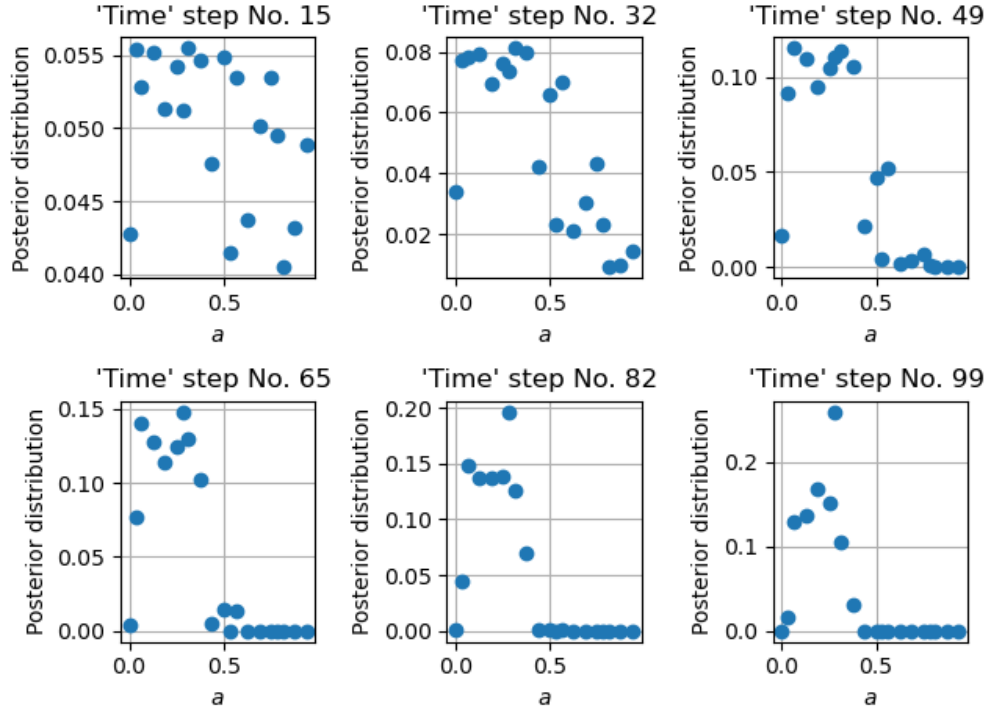 'Time' step No. 15
Posterior distribution
0.055
0.050
0.045
0.040
0.0
0.5
a
'Time' step No. 32
Posterior distribution
0.08
0.06
0.04
0.02
0.0
0.5
a
'Time' step No. 49
Posterior distribution
0.10
0.05
0.00
0.0
0.5
a
'Time' step No. 65
Posterior distribution
0.15
0.10
0.05
0.00
0.0
0.5
a
'Time' step No. 82
Posterior distribution
0.20
0.15
0.10
0.05
0.00
0.0
0.5
a
'Time' step No. 99
Posterior distribution
0.2
0.1
0.0
0.0
0.5
a